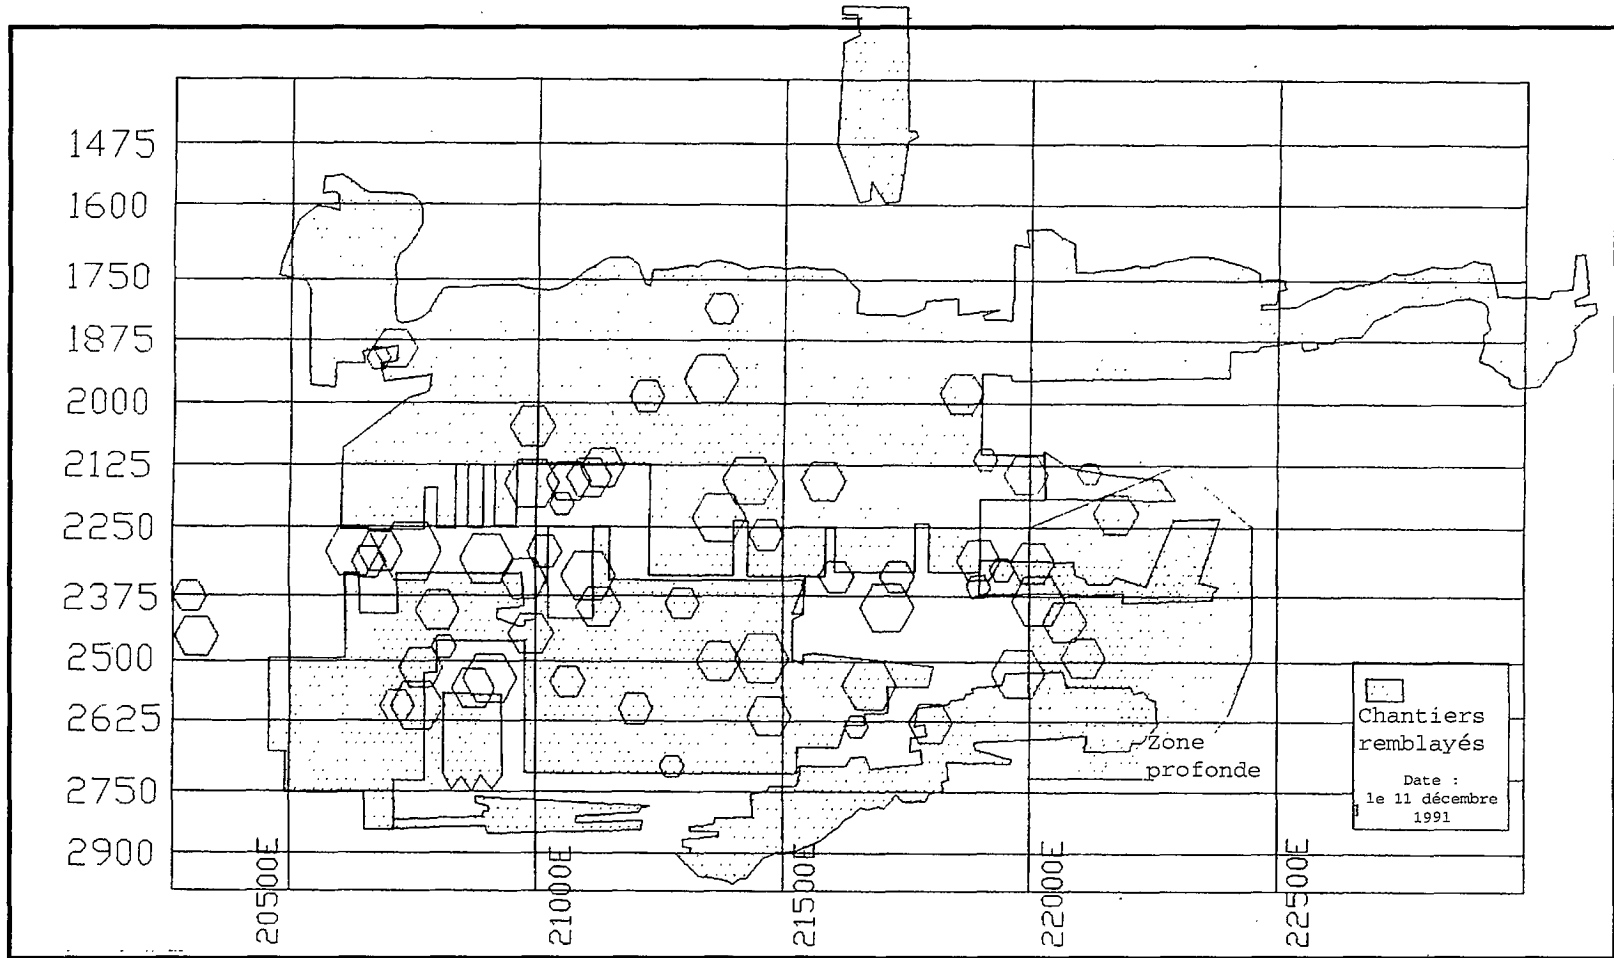 1475
1600
1750
1875
2000
2125
2250
2375
2500
2625
2750
2900
20500E
21000E
21500E
22000E
22500E
Zone
profonde
Chantiers
remblayés
Date :
le 11 décembre
1991